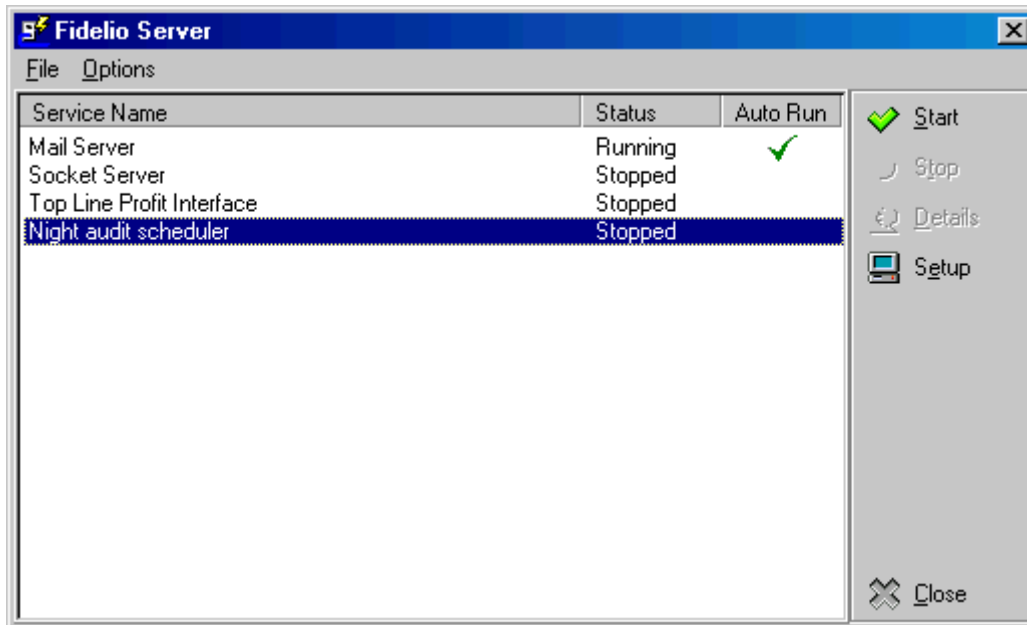 Fidelio Server
File Options
Service Name Status Auto Run
Mail Server Running
Socket Server Stopped
Top Line Profit Interface Stopped
Night audit scheduler Stopped
Start
Stop
Details
Setup
Close